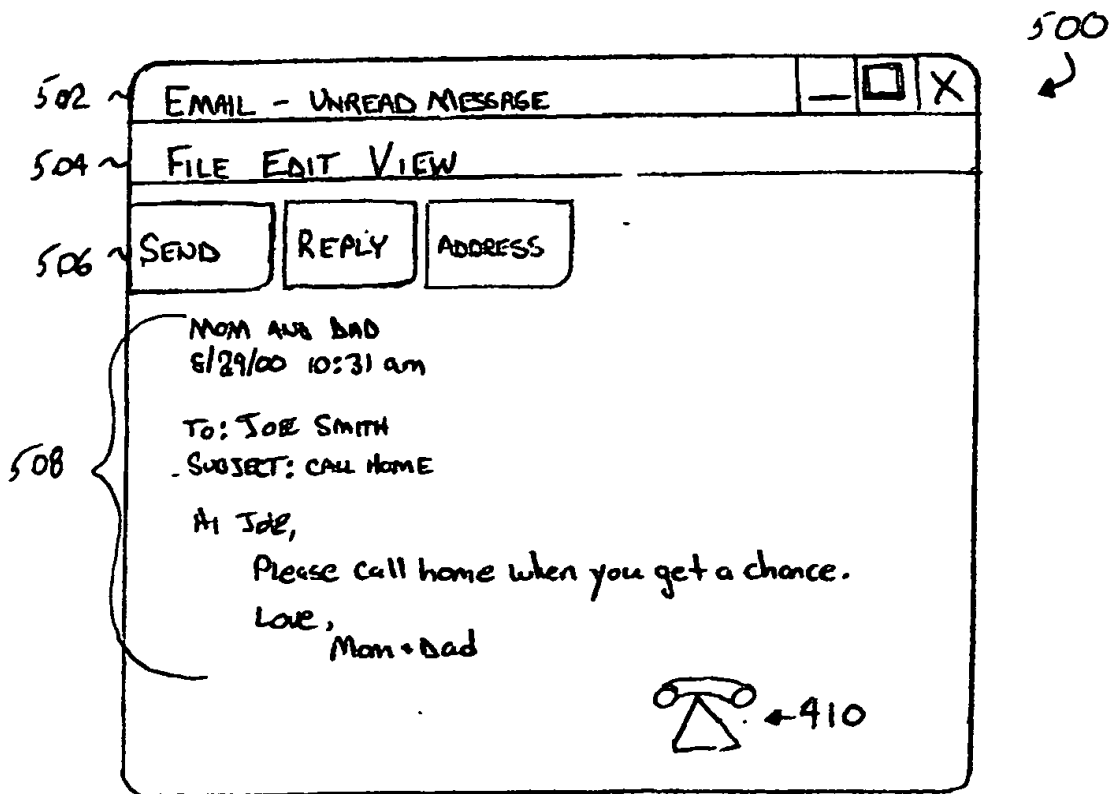 500
502 EMAIL - UNREAD MESSAGE _ X
504 FILE EDIT VIEW
506 SEND REPLY ADDRESS
MOM AND DAD
8/29/00 10:31 am
TO: JOE SMITH
508
SUBJECT: CALL HOME
Hi Joe,
Please call home when you get a chance.
Love,
Mom + Dad
410